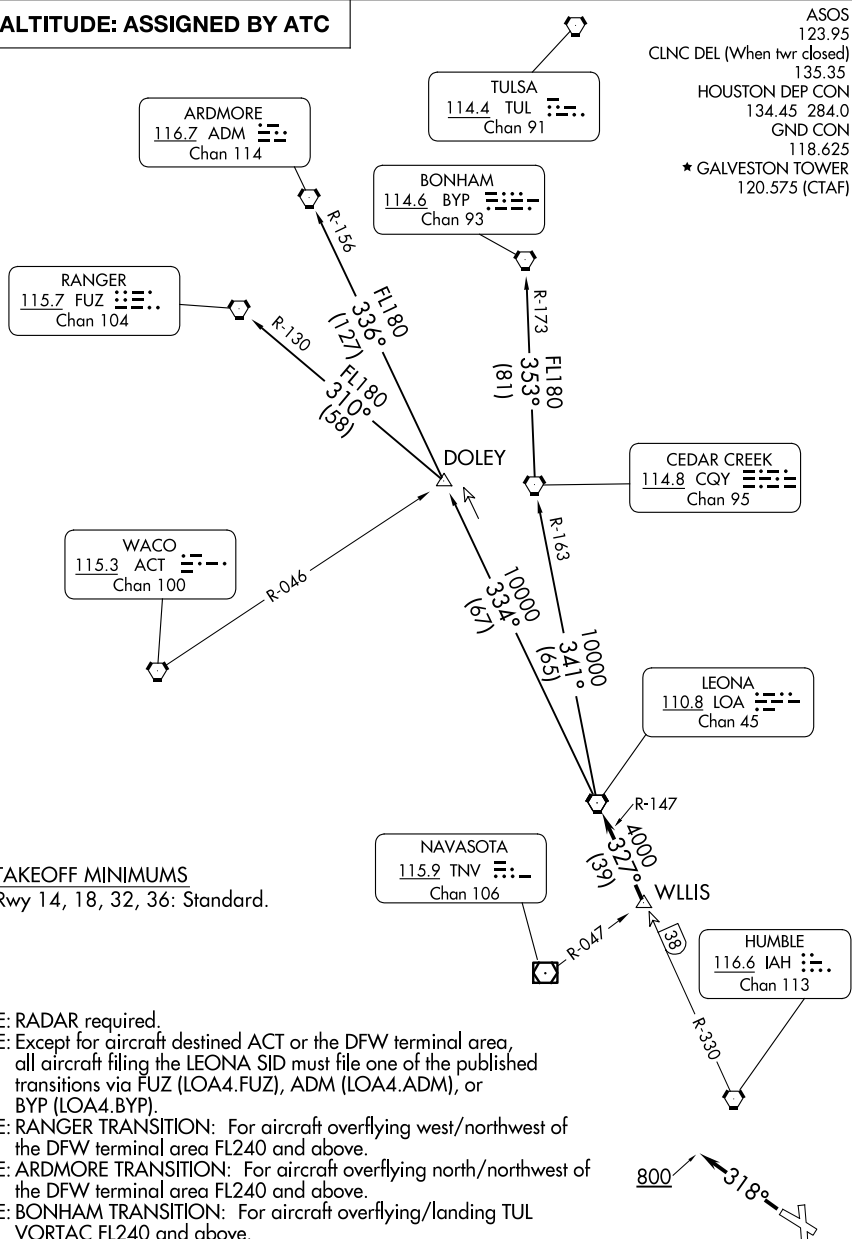 ALTITUDE: ASSIGNED BY ATC
ASOS
123.95
CLNC DEL (When twr closed)
135.35
HOUSTON DEP CON
134.45 284.0
GND CON
118.625
★ GALVESTON TOWER
120.575 (CTAF)
TULSA
114.4 TUL
Chan 91
ARDMORE
116.7 ADM
Chan 114
BONHAM
114.6 BYP
Chan 93
RANGER
115.7 FUZ
Chan 104
R-156
R-130
R-173
FL180
336°
(127)
FL180
310°
(58)
FL180
353°
(81)
DOLEY
CEDAR CREEK
114.8 CQY
Chan 95
R-163
WACO
115.3 ACT
Chan 100
R-046
10000
334°
(67)
10000
341°
(65)
LEONA
110.8 LOA
Chan 45
R-147
4000
327°
(39)
WLLIS
NAVASOTA
115.9 TNV
Chan 106
R-047
38
HUMBLE
116.6 IAH
Chan 113
R-330
TAKEOFF MINIMUMS
Rwy 14, 18, 32, 36: Standard.
E: RADAR required.
E: Except for aircraft destined ACT or the DFW terminal area,
all aircraft filing the LEONA SID must file one of the published
transitions via FUZ (LOA4.FUZ), ADM (LOA4.ADM), or
BYP (LOA4.BYP).
E: RANGER TRANSITION: For aircraft overflying west/northwest of
the DFW terminal area FL240 and above.
E: ARDMORE TRANSITION: For aircraft overflying north/northwest of
the DFW terminal area FL240 and above.
E: BONHAM TRANSITION: For aircraft overflying/landing TUL
VORTAC FL240 and above.
800
318°